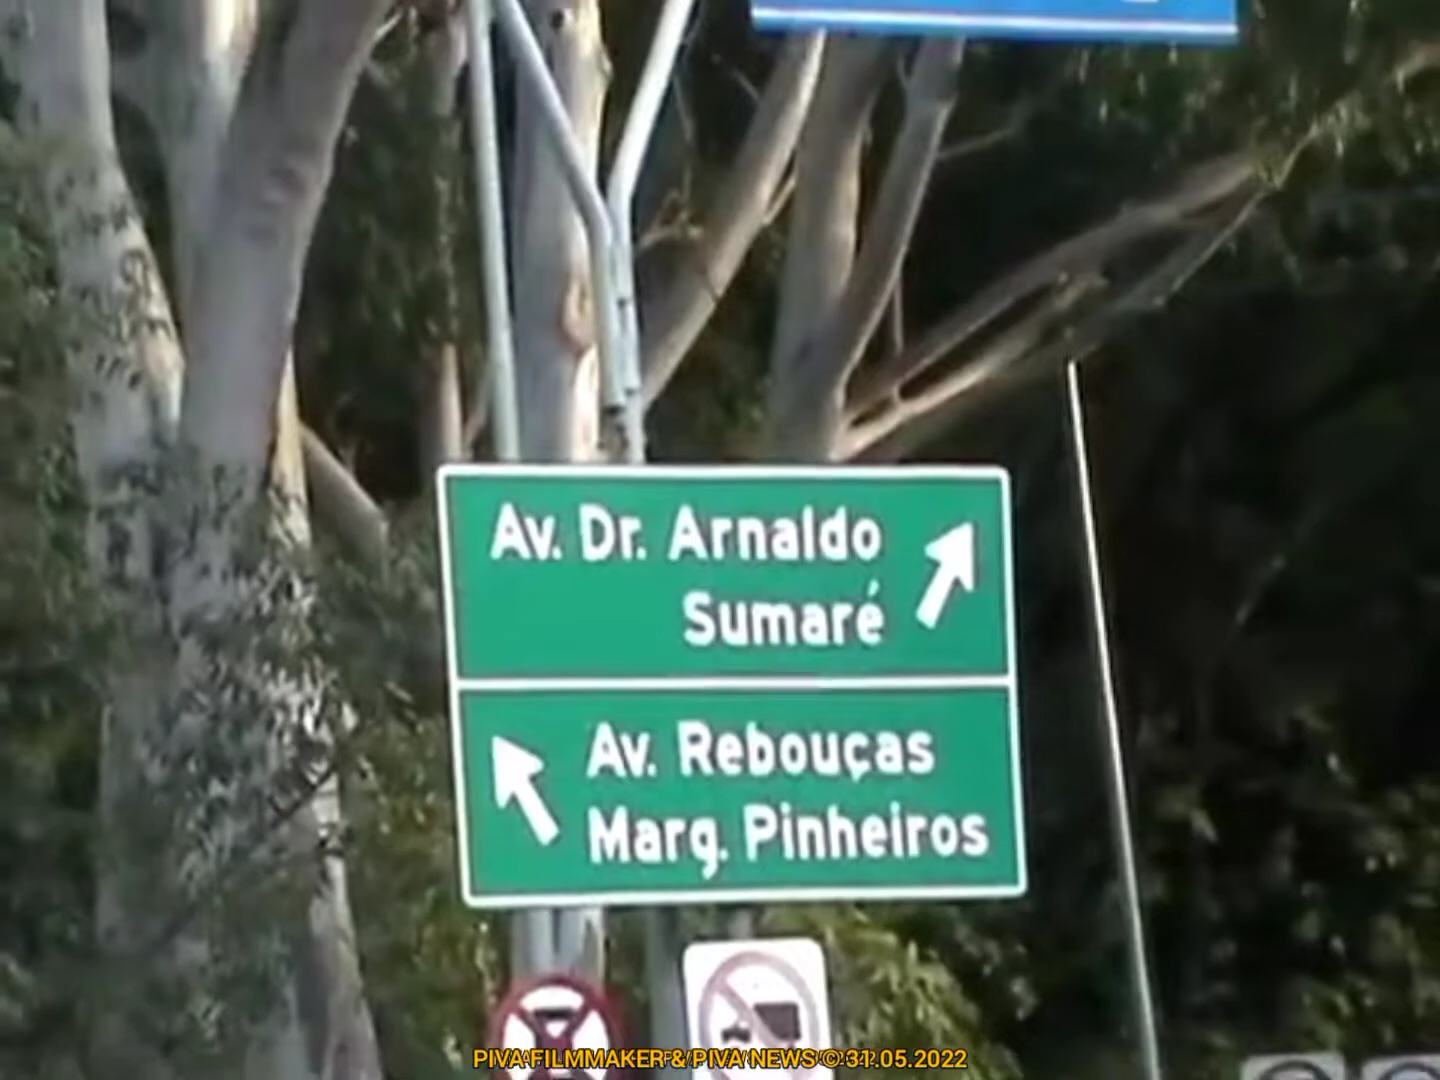 Av. Dr. Arnaldo
Sumaré
Av. Rebouças
Marg. Pinheiros
PIVA FILMMAKER & PIVA NEWS © 31.05.2022